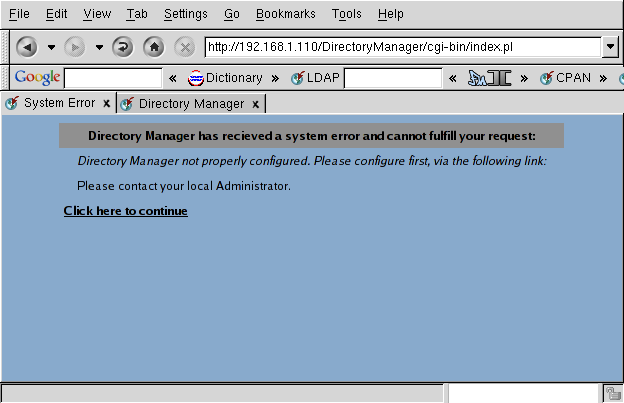 File Edit View Tab Settings Go Bookmarks Tools Help
http://192.168.1.110/DirectoryManager/cgi-bin/index.pl
Google « Dictionary » LDAP « » CPAN »
System Error x Directory Manager x
Directory Manager has recieved a system error and cannot fulfill your request:
Directory Manager not properly configured. Please configure first, via the following link:
Please contact your local Administrator.
Click here to continue